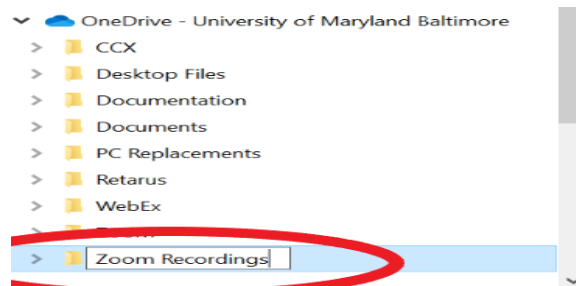 OneDrive - University of Maryland Baltimore
CCX
Desktop Files
Documentation
Documents
PC Replacements
Retarus
WebEx
Zoom Recordings